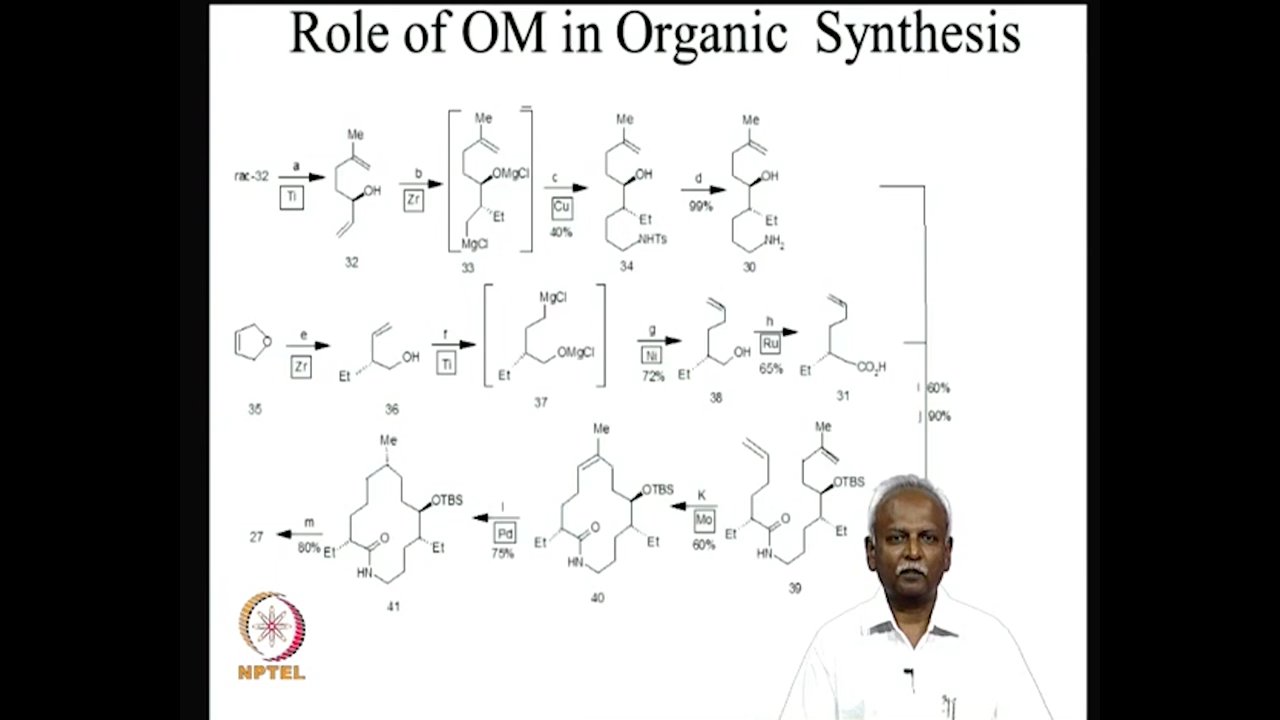 Role of OM in Organic Synthesis
rac-32
a
Ti
Me
OH
32
b
Zr
Me
OMgCl
Et
MgCl
33
c
Cu
40%
Me
OH
Et
NHTs
34
d
99%
Me
OH
Et
NH2
30
35
e
Zr
OH
Et
36
f
Ti
MgCl
OMgCl
Et
37
g
Ni
72%
OH
Et
38
h
Ru
65%
Et
CO2H
31
i 60%
j 90%
27
m
80%
Me
OTBS
Et
O
Et
HN
41
l
Pd
75%
Me
OTBS
Et
O
Et
HN
40
K
Mo
60%
Me
OTBS
Et
O
Et
HN
39
NPTEL